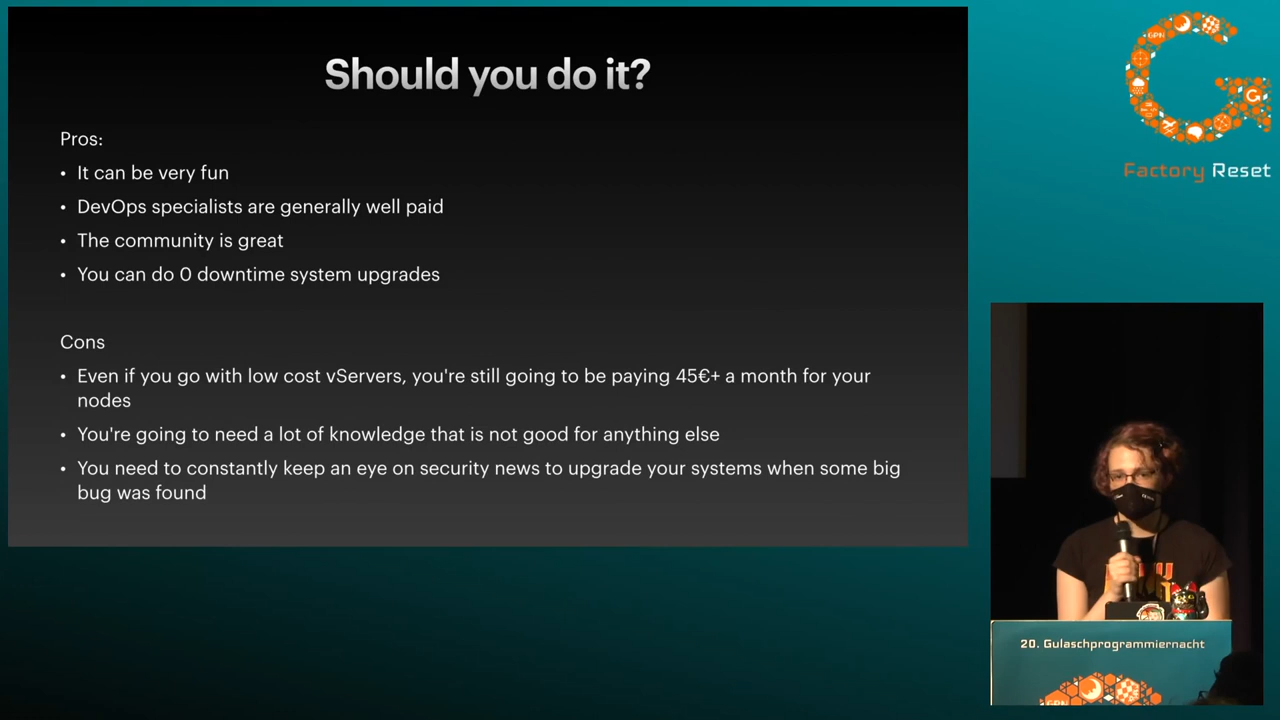 Should you do it?
Pros:
• It can be very fun
• DevOps specialists are generally well paid
• The community is great
• You can do 0 downtime system upgrades
Cons
• Even if you go with low cost vServers, you're still going to be paying 45€+ a month for your
nodes
• You're going to need a lot of knowledge that is not good for anything else
• You need to constantly keep an eye on security news to upgrade your systems when some big
bug was found
GPN
Factory Reset
20. Gulaschprogrammiernacht
GPN